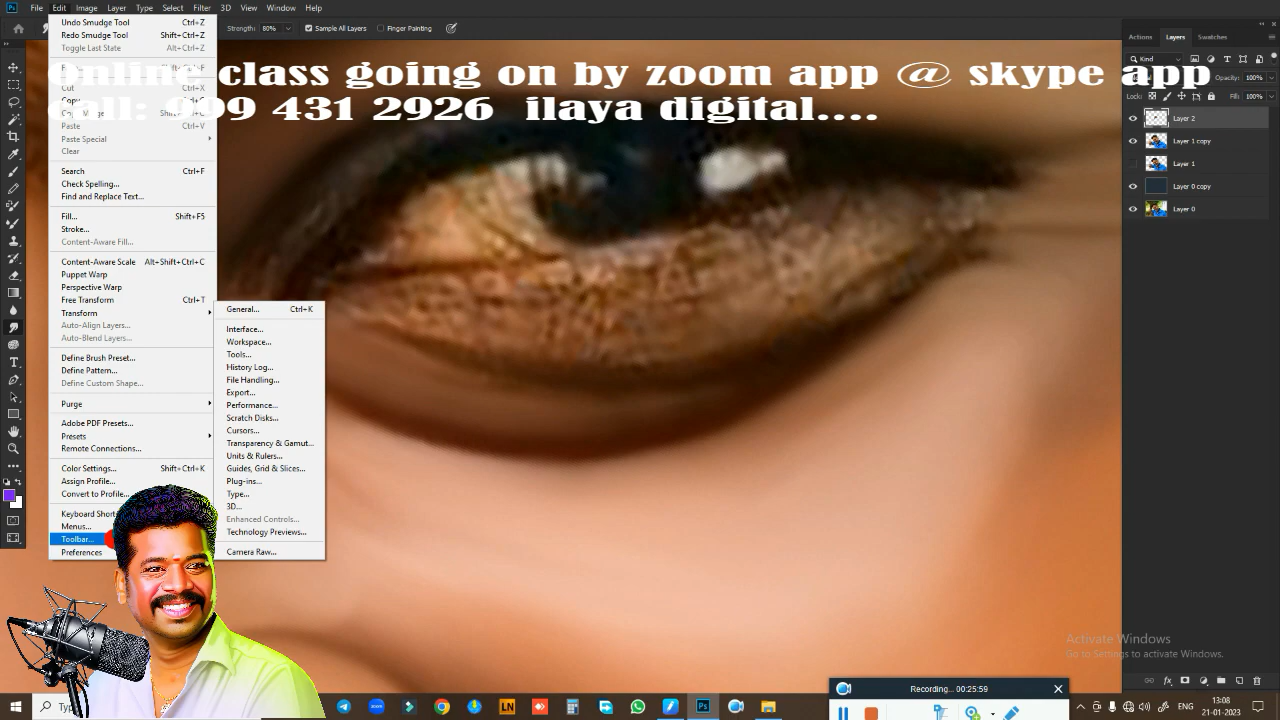 Ps File Edit Image Layer Type Select Filter 3D View Window Help
Strength: 80% Sample All Layers Finger Painting
Online class going on by zoom app @ skype app
call: 999 431 2926 ilaya digital....
Undo Smudge Tool Ctrl+Z
Redo Smudge Tool Shift+Ctrl+Z
Toggle Last State Alt+Ctrl+Z
Cut Ctrl+X
Copy
Paste Ctrl+V
Paste Special
Clear
Search Ctrl+F
Check Spelling...
Find and Replace Text...
Fill... Shift+F5
Stroke...
Content-Aware Fill...
Content-Aware Scale Alt+Shift+Ctrl+C
Puppet Warp
Perspective Warp
Free Transform Ctrl+T
Transform
Auto-Align Layers...
Auto-Blend Layers...
Define Brush Preset...
Define Pattern...
Define Custom Shape...
Purge
Adobe PDF Presets...
Presets
Remote Connections...
Color Settings... Shift+Ctrl+K
Assign Profile...
Convert to Profile...
Keyboard
Menus...
Toolbar...
Preferences
General... Ctrl+K
Interface...
Workspace...
Tools...
History Log...
File Handling...
Export...
Performance...
Scratch Disks...
Cursors...
Transparency & Gamut...
Units & Rulers...
Guides, Grid & Slices...
Plug-ins...
Type...
3D...
Enhanced Controls...
Technology Previews...
Camera Raw...
Actions Layers Swatches
Kind
Opacity: 100%
Lock: Fill: 100%
Layer 2
Layer 1 copy
Layer 1
Layer 0 copy
Layer 0
Activate Windows
Go to Settings to activate Windows.
Recording... 00:25:59
zoom LN Ps
ENG 13:08
21-01-2023